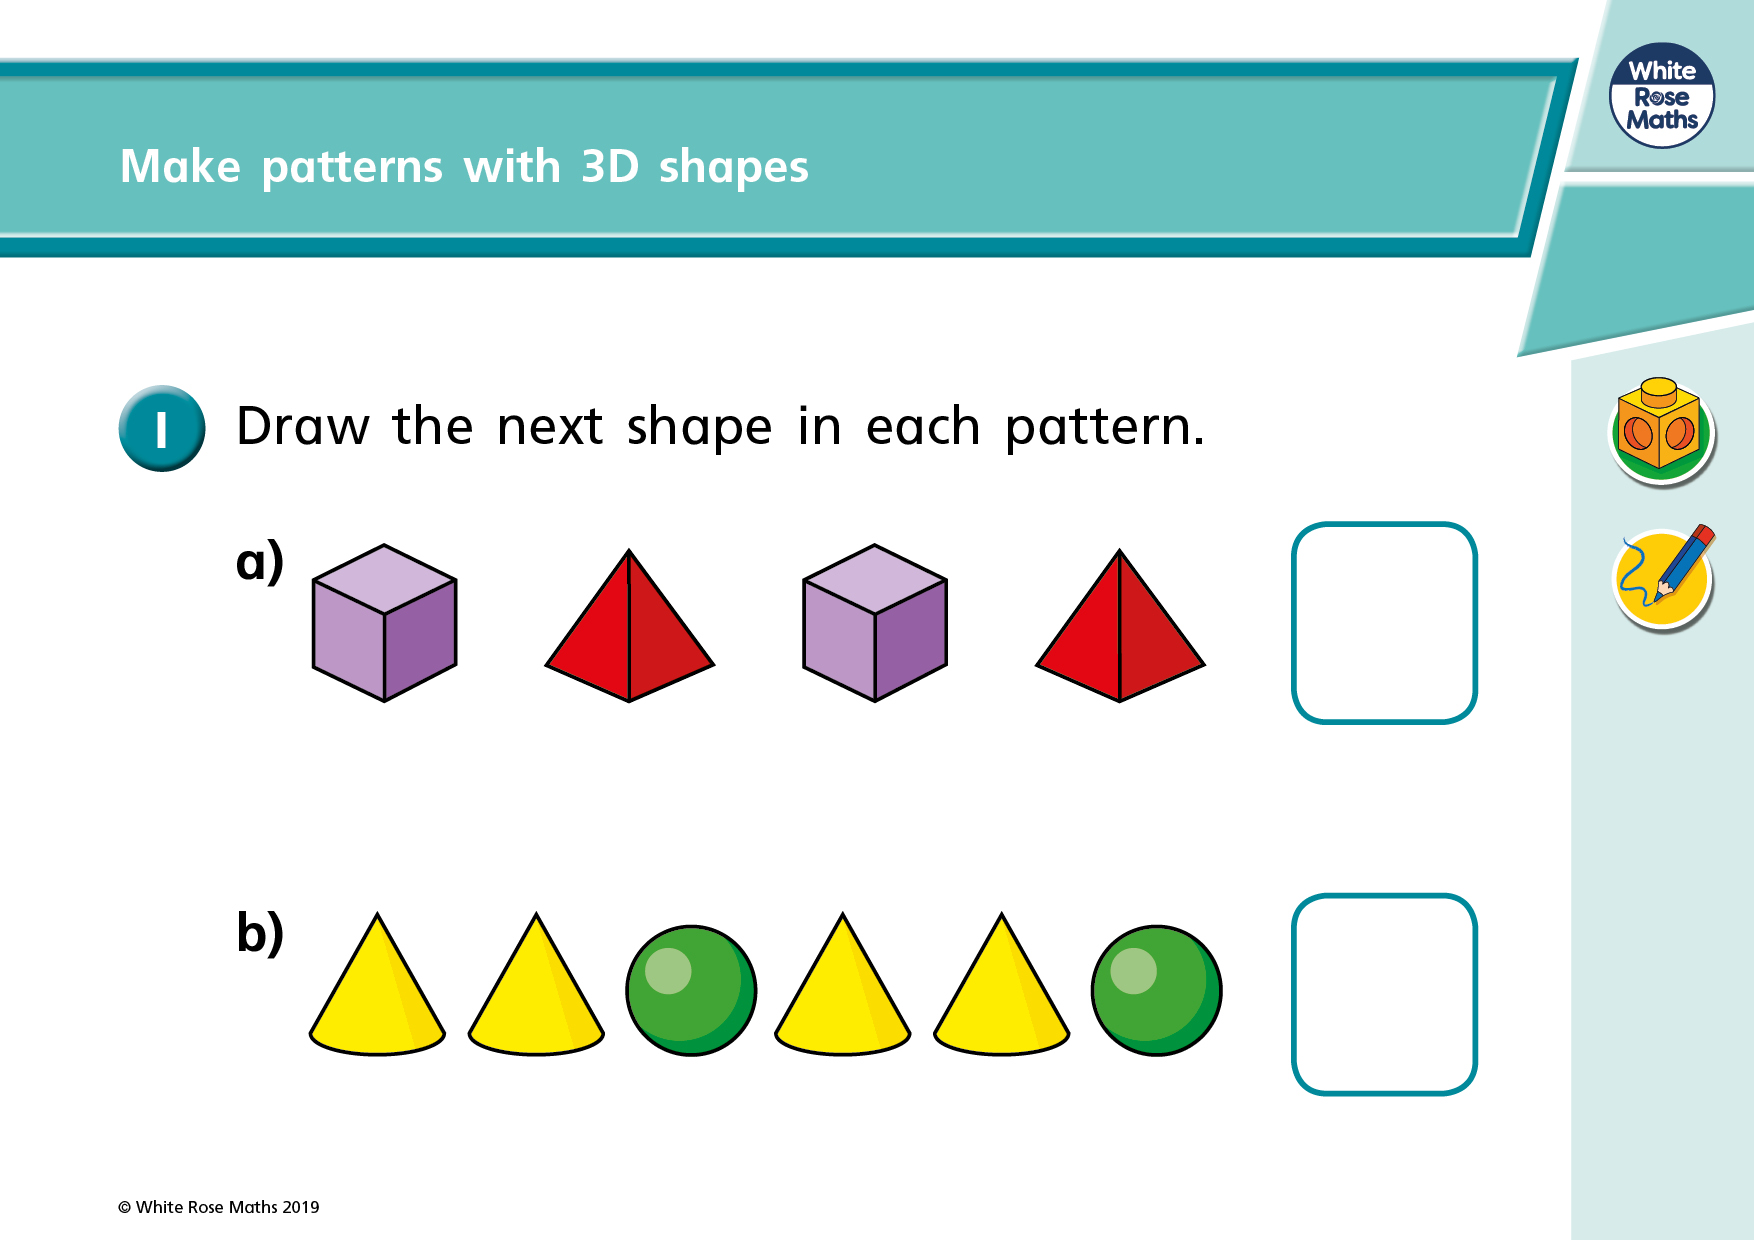 White
Rose
Maths
Make patterns with 3D shapes
1 Draw the next shape in each pattern.
a)
b)
© White Rose Maths 2019